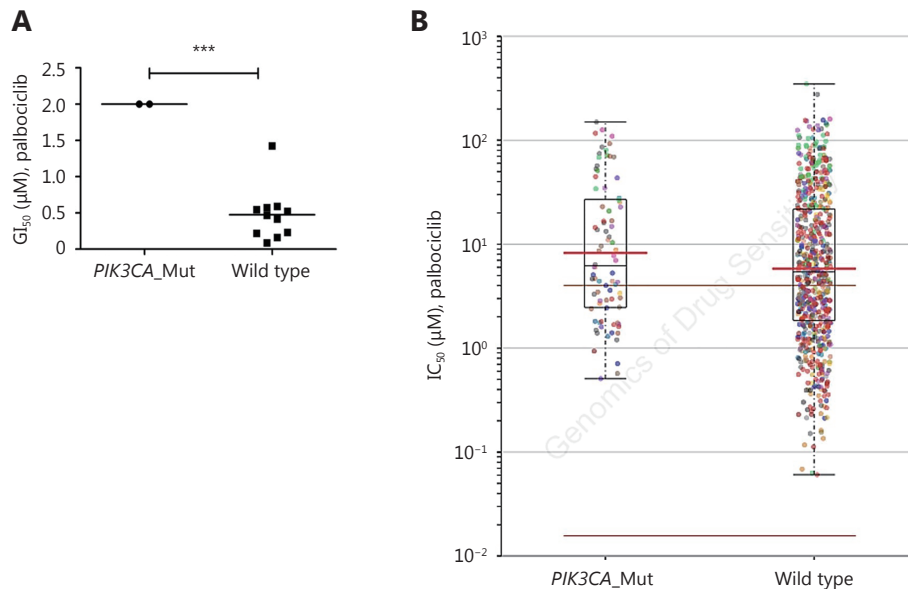 A
***
GI₅₀ (μM), palbociclib
2.5
2.0
1.5
1.0
0.5
0
PIK3CA_Mut
Wild type
B
IC₅₀ (μM), palbociclib
10³
10²
10¹
10⁰
10⁻¹
10⁻²
Genomics of Drug Sensitivi
PIK3CA_Mut
Wild type